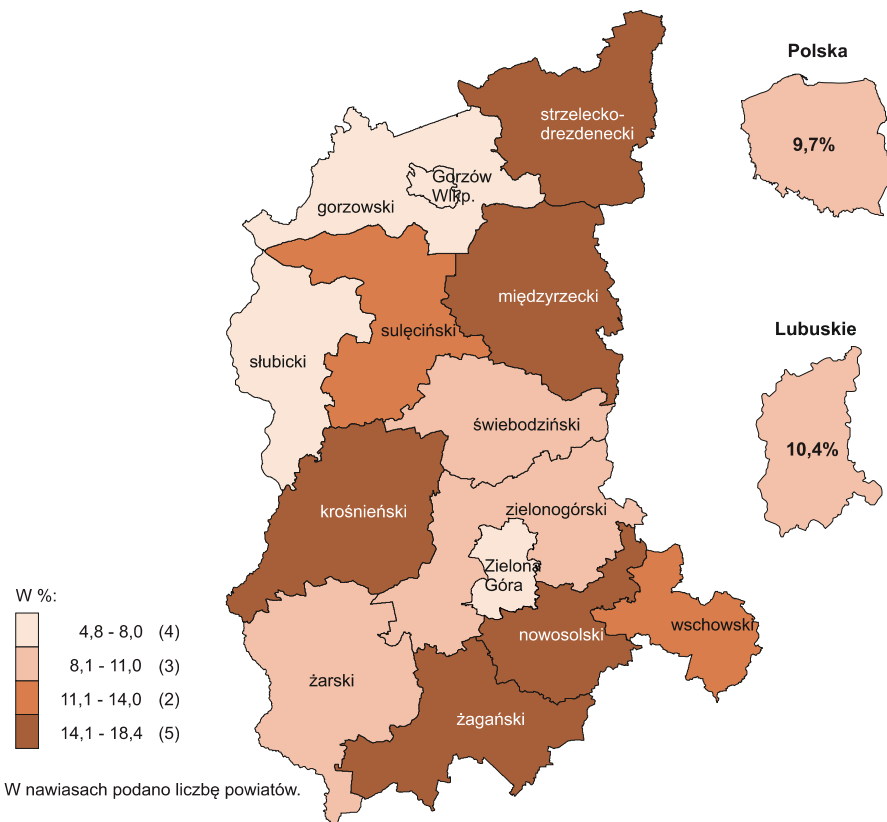 Polska
9,7%
strzelecko-
drezdenecki
Gorzów
Wlkp.
gorzowski
międzyrzecki
sulęciński
słubicki
Lubuskie
10,4%
świebodziński
krośnieński
zielonogórski
Zielona
Góra
nowosolski
wschowski
żarski
żagański
W %:
4,8 - 8,0 (4)
8,1 - 11,0 (3)
11,1 - 14,0 (2)
14,1 - 18,4 (5)
W nawiasach podano liczbę powiatów.